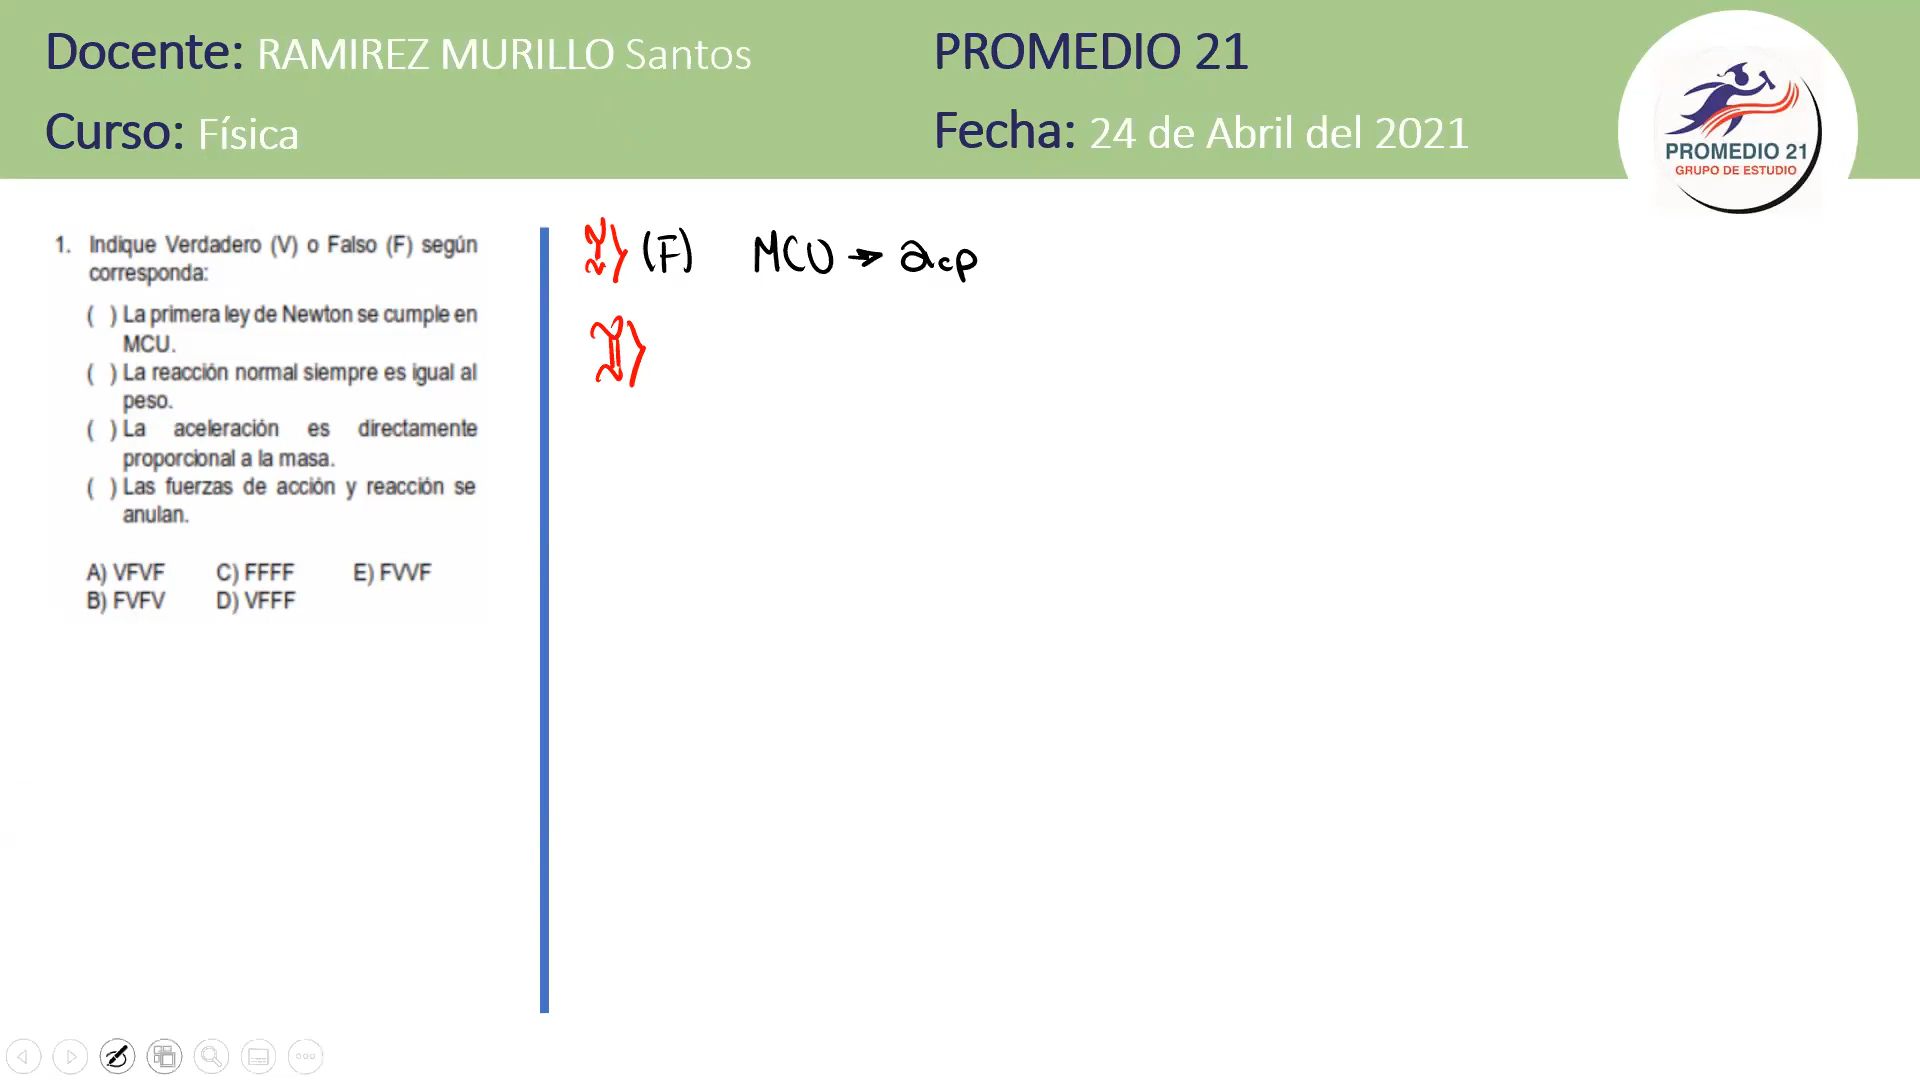 Docente: RAMIREZ MURILLO Santos
Curso: Física
PROMEDIO 21
Fecha: 24 de Abril del 2021
PROMEDIO 21
GRUPO DE ESTUDIO
1. Indique Verdadero (V) o Falso (F) según
corresponda:
( ) La primera ley de Newton se cumple en
MCU.
( ) La reacción normal siempre es igual al
peso.
( ) La aceleración es directamente
proporcional a la masa.
( ) Las fuerzas de acción y reacción se
anulan.
A) VFVF C) FFFF E) FVVF
B) FVFV D) VFFF
I) (F) MCU → acp
II)